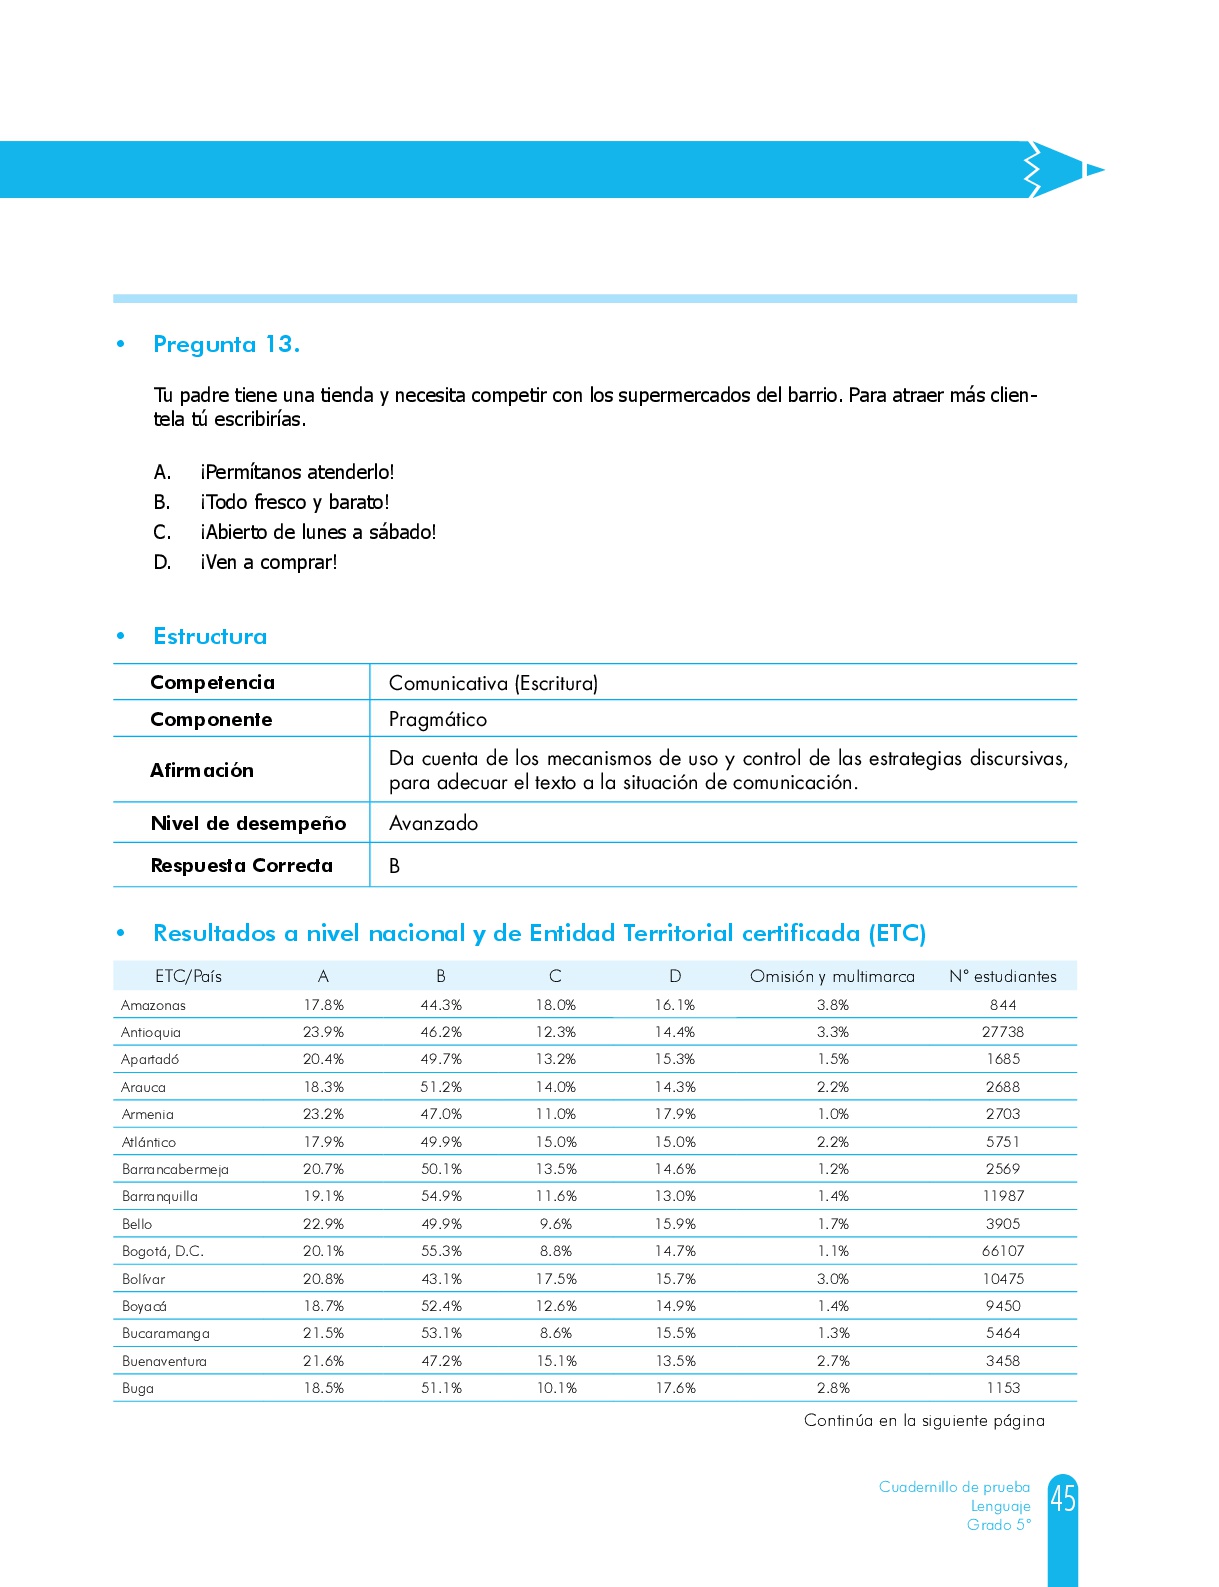 • Pregunta 13.
Tu padre tiene una tienda y necesita competir con los supermercados del barrio. Para atraer más clien-
tela tú escribirías.
A. ¡Permítanos atenderlo!
B. ¡Todo fresco y barato!
C. ¡Abierto de lunes a sábado!
D. ¡Ven a comprar!
• Estructura
Competencia Comunicativa (Escritura)
Componente Pragmático
Afirmación Da cuenta de los mecanismos de uso y control de las estrategias discursivas,
para adecuar el texto a la situación de comunicación.
Nivel de desempeño Avanzado
Respuesta Correcta B
• Resultados a nivel nacional y de Entidad Territorial certificada (ETC)
ETC/País A B C D Omisión y multimarca N° estudiantes
Amazonas 17.8% 44.3% 18.0% 16.1% 3.8% 844
Antioquia 23.9% 46.2% 12.3% 14.4% 3.3% 27738
Apartadó 20.4% 49.7% 13.2% 15.3% 1.5% 1685
Arauca 18.3% 51.2% 14.0% 14.3% 2.2% 2688
Armenia 23.2% 47.0% 11.0% 17.9% 1.0% 2703
Atlántico 17.9% 49.9% 15.0% 15.0% 2.2% 5751
Barrancabermeja 20.7% 50.1% 13.5% 14.6% 1.2% 2569
Barranquilla 19.1% 54.9% 11.6% 13.0% 1.4% 11987
Bello 22.9% 49.9% 9.6% 15.9% 1.7% 3905
Bogotá, D.C. 20.1% 55.3% 8.8% 14.7% 1.1% 66107
Bolívar 20.8% 43.1% 17.5% 15.7% 3.0% 10475
Boyacá 18.7% 52.4% 12.6% 14.9% 1.4% 9450
Bucaramanga 21.5% 53.1% 8.6% 15.5% 1.3% 5464
Buenaventura 21.6% 47.2% 15.1% 13.5% 2.7% 3458
Buga 18.5% 51.1% 10.1% 17.6% 2.8% 1153
Continúa en la siguiente página
Cuadernillo de prueba
Lenguaje
Grado 5°
45